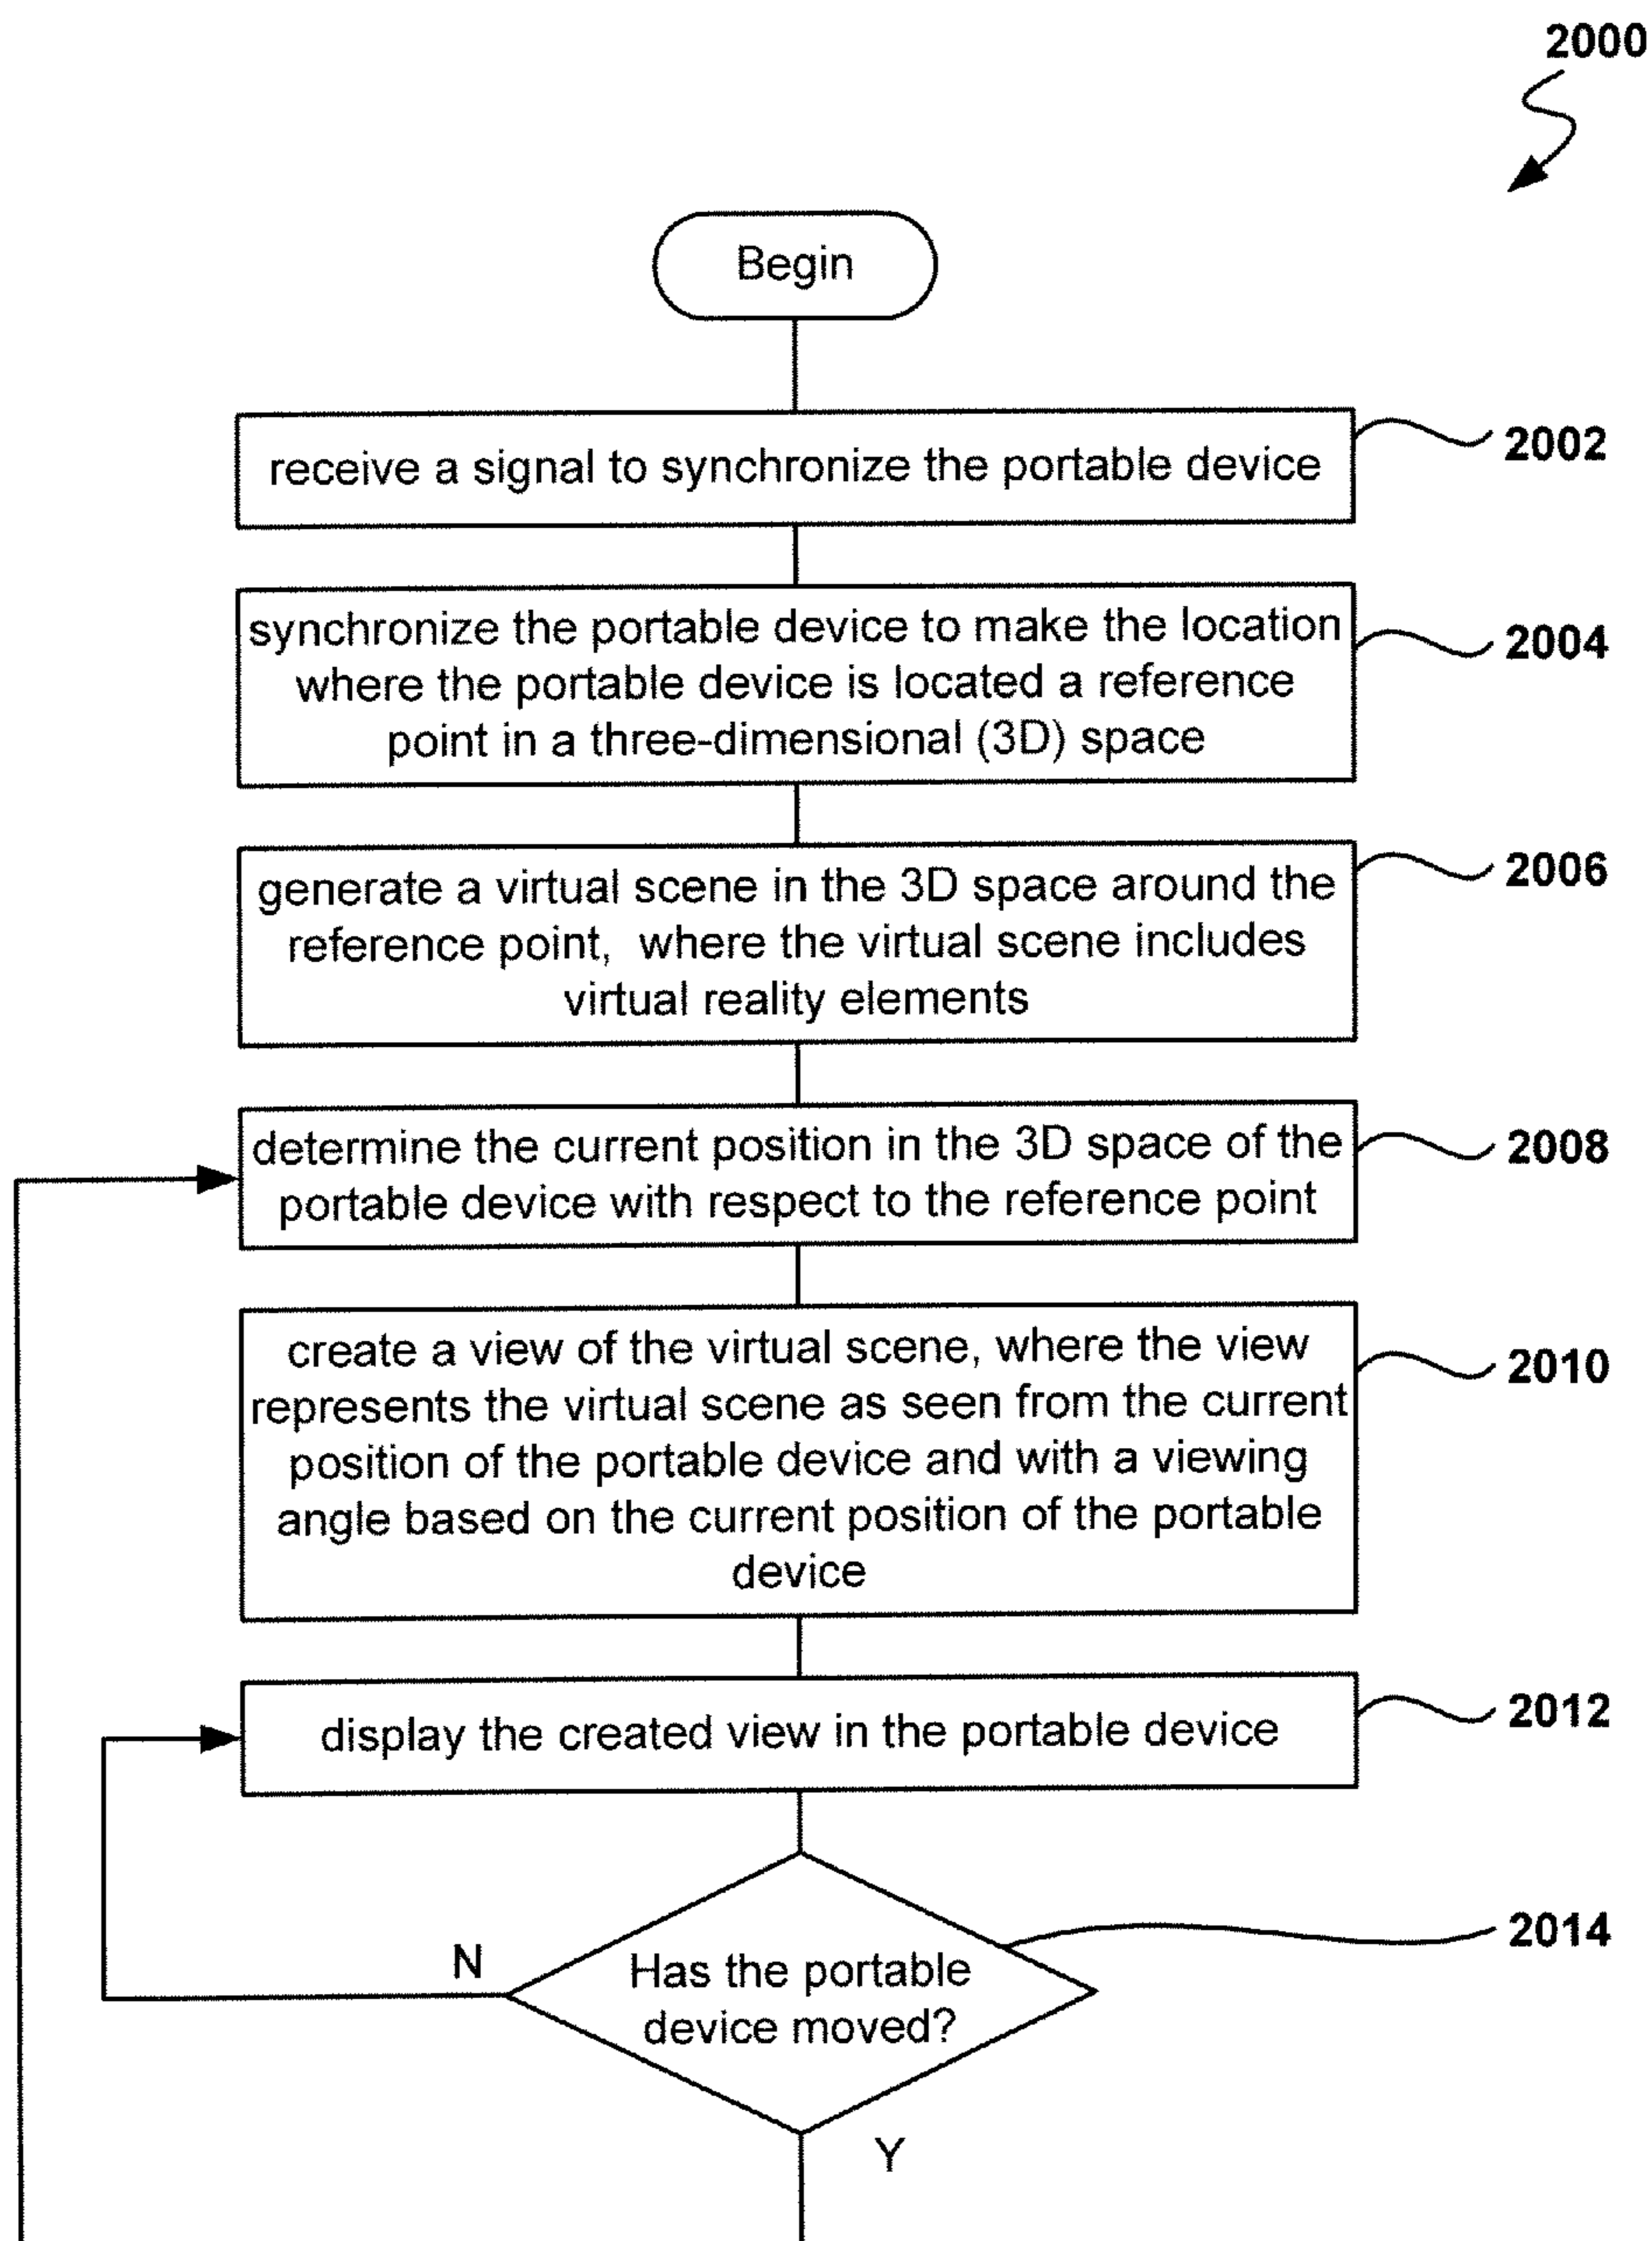 2000
Begin
receive a signal to synchronize the portable device
2002
synchronize the portable device to make the location
where the portable device is located a reference
point in a three-dimensional (3D) space
2004
generate a virtual scene in the 3D space around the
reference point, where the virtual scene includes
virtual reality elements
2006
determine the current position in the 3D space of the
portable device with respect to the reference point
2008
create a view of the virtual scene, where the view
represents the virtual scene as seen from the current
position of the portable device and with a viewing
angle based on the current position of the portable
device
2010
display the created view in the portable device
2012
Has the portable
device moved?
2014
N
Y